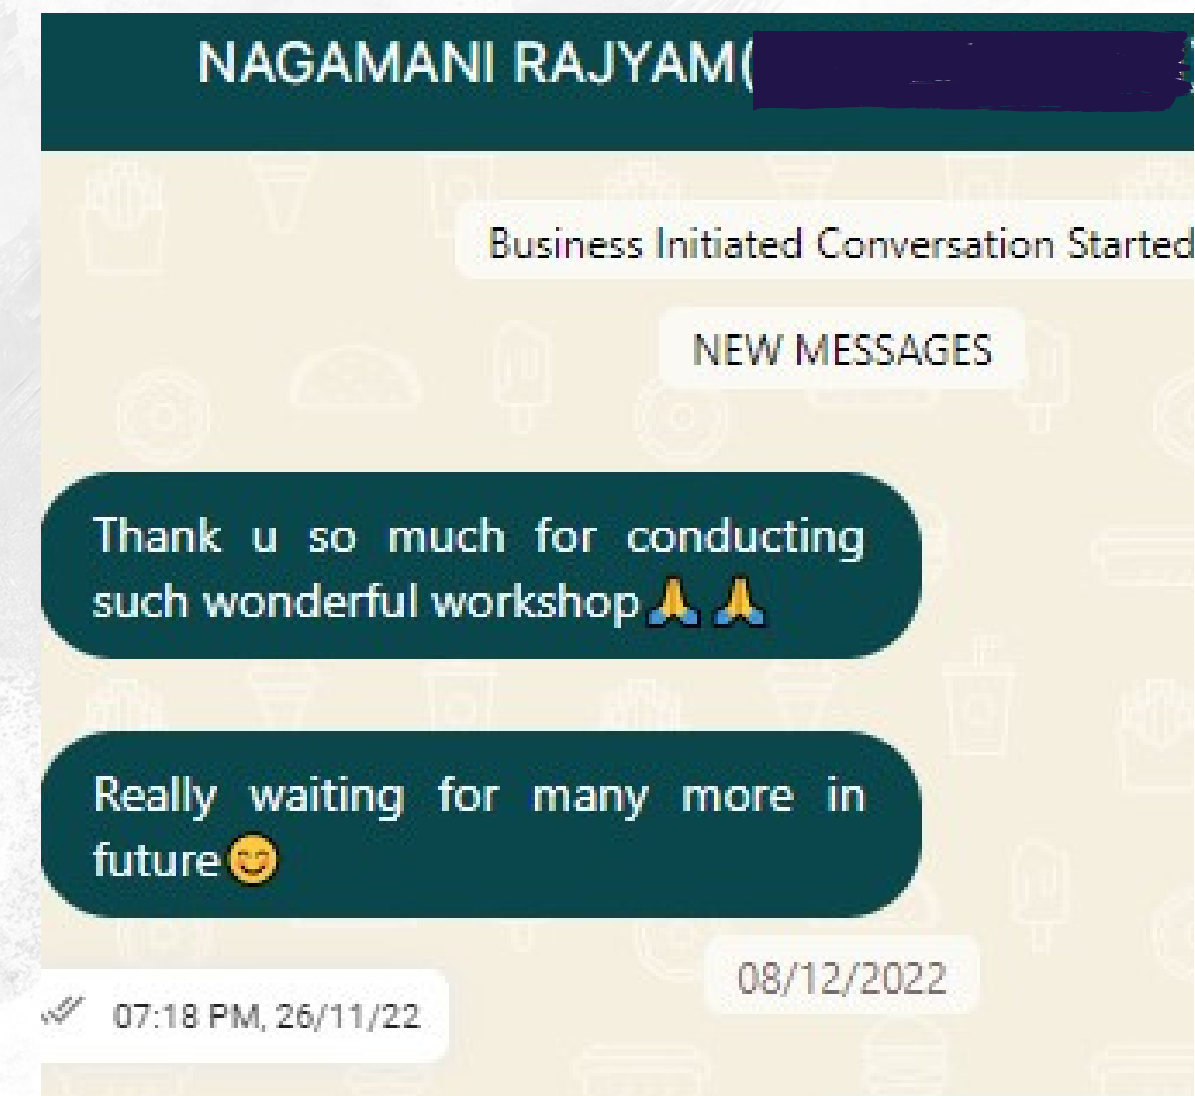 NAGAMANI RAJYAM(
Business Initiated Conversation Started
NEW MESSAGES
Thank u so much for conducting
such wonderful workshop🙏🙏
Really waiting for many more in
future😊
08/12/2022
07:18 PM, 26/11/22